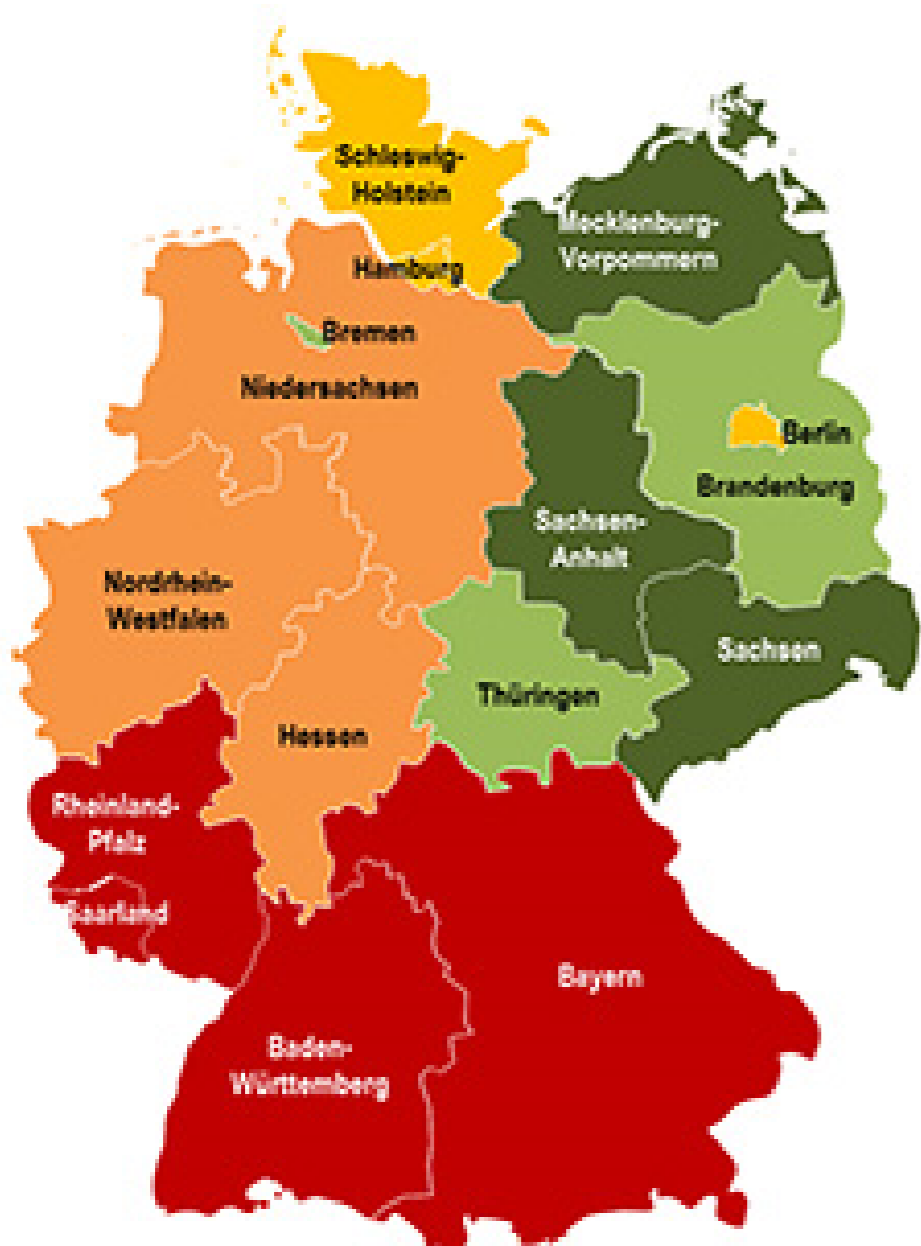 Schleswig-
Holstein
Mecklenburg-
Vorpommern
Hamburg
Bremen
Niedersachsen
Berlin
Brandenburg
Sachsen-
Anhalt
Nordrhein-
Westfalen
Sachsen
Thüringen
Hessen
Rheinland-
Pfalz
Saarland
Bayern
Baden-
Württemberg